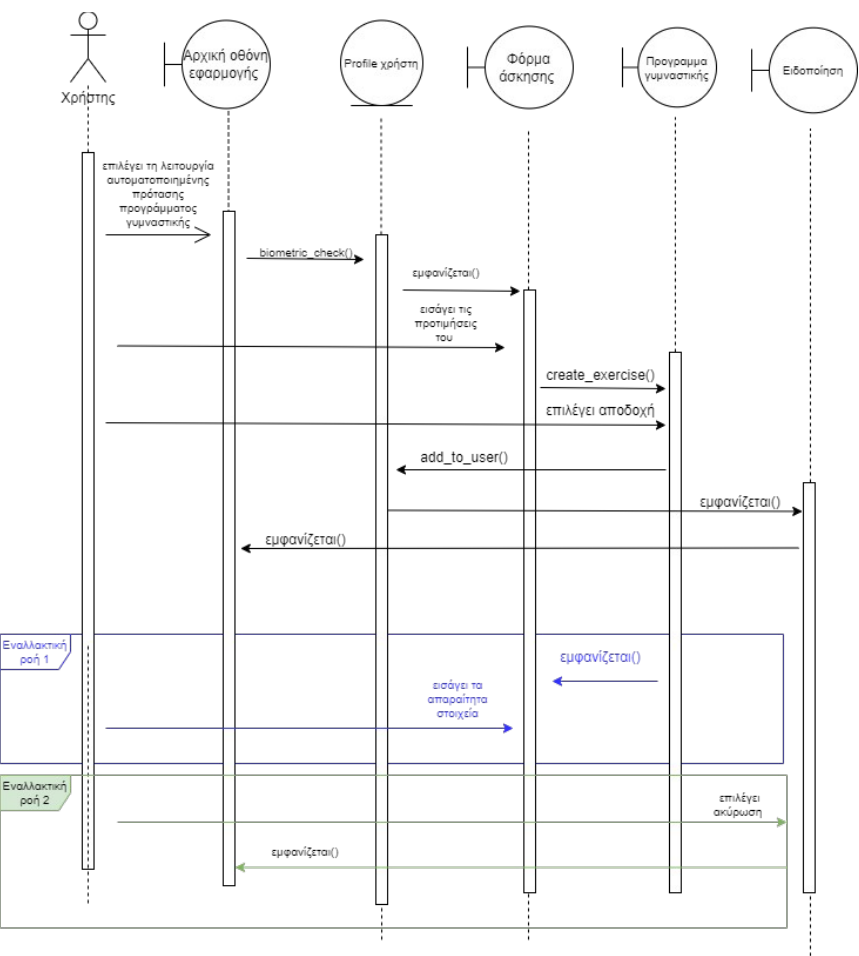 Χρήστης
Αρχική οθόνη
εφαρμογής
Profile χρήστη
Φόρμα
άσκησης
Προγραμμα
γυμναστικής
Ειδοποίηση
επιλέγει τη λειτουργία
αυτοματοποιημένης
πρότασης
προγράμματος
γυμναστικής
biometric_check()
εμφανίζεται()
εισάγει τις
προτιμήσεις
του
create_exercise()
επιλέγει αποδοχή
add_to_user()
εμφανίζεται()
εμφανίζεται()
Εναλλακτική
ροή 1
εμφανίζεται()
εισάγει τα
απαραίτητα
στοιχεία
Εναλλακτική
ροή 2
επιλέγει
ακύρωση
εμφανίζεται()